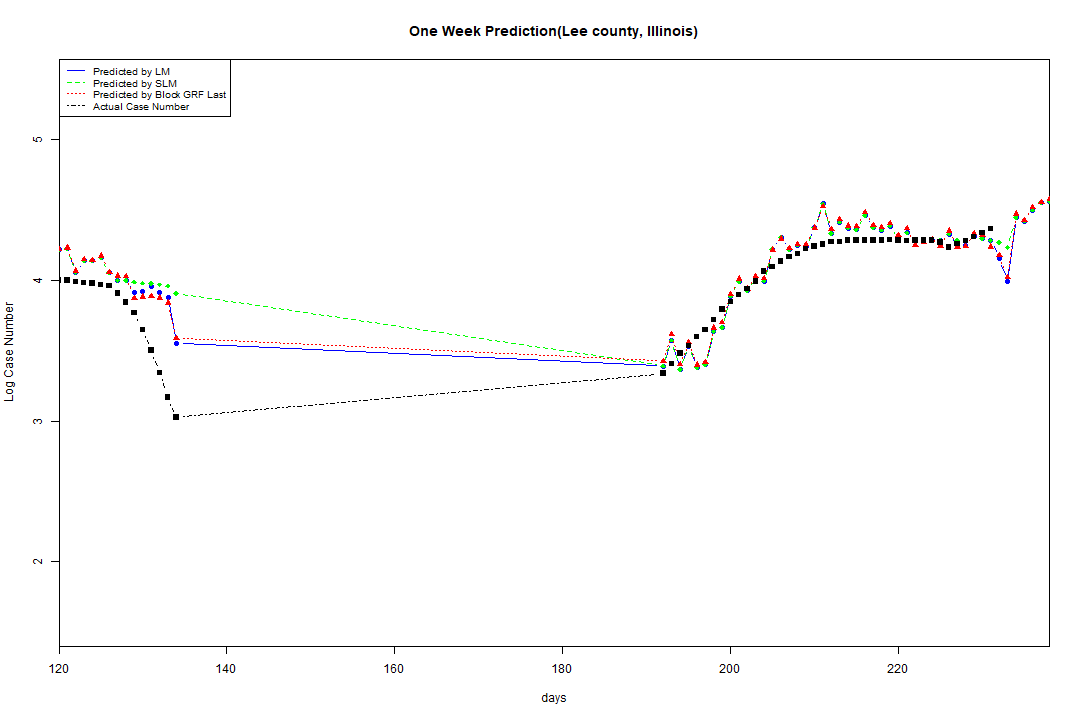 One Week Prediction(Lee county, Illinois)
Predicted by LM
Predicted by SLM
Predicted by Block GRF Last
Actual Case Number
5
4
3
2
Log Case Number
120 140 160 180 200 220
days